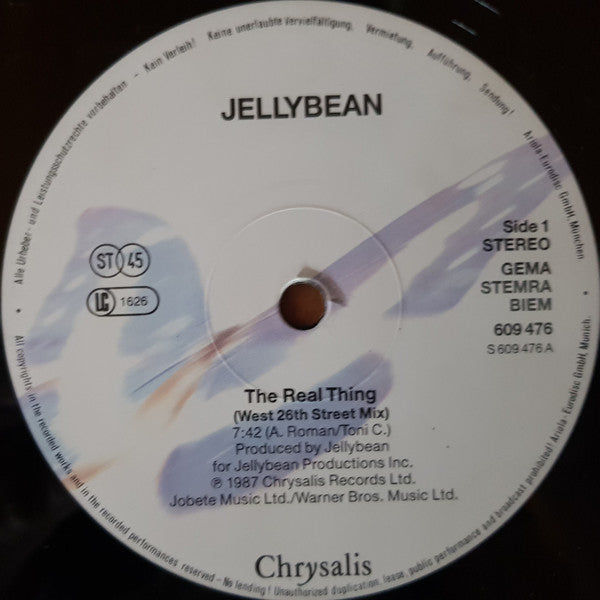 Alle Urheber- und Leistungsschutzrechte vorbehalten - Kein Verleih! Keine unerlaubte Vervielfältigung, Vermietung, Aufführung, Sendung! Ariola-Eurodisc GmbH, München.
JELLYBEAN
ST 45
LC 1626
Side 1
STEREO
GEMA
STEMRA
BIEM
609 476
S 609 476 A
The Real Thing
(West 26th Street Mix)
7:42 (A. Roman/Toni C.)
Produced by Jellybean
for Jellybean Productions Inc.
℗ 1987 Chrysalis Records Ltd.
Jobete Music Ltd./Warner Bros. Music Ltd.
Chrysalis
All copyrights in the recorded works and in the recorded performances reserved - No lending! Unauthorized duplication, lease, public performance and broadcast prohibited! Ariola-Eurodisc GmbH, Munich.